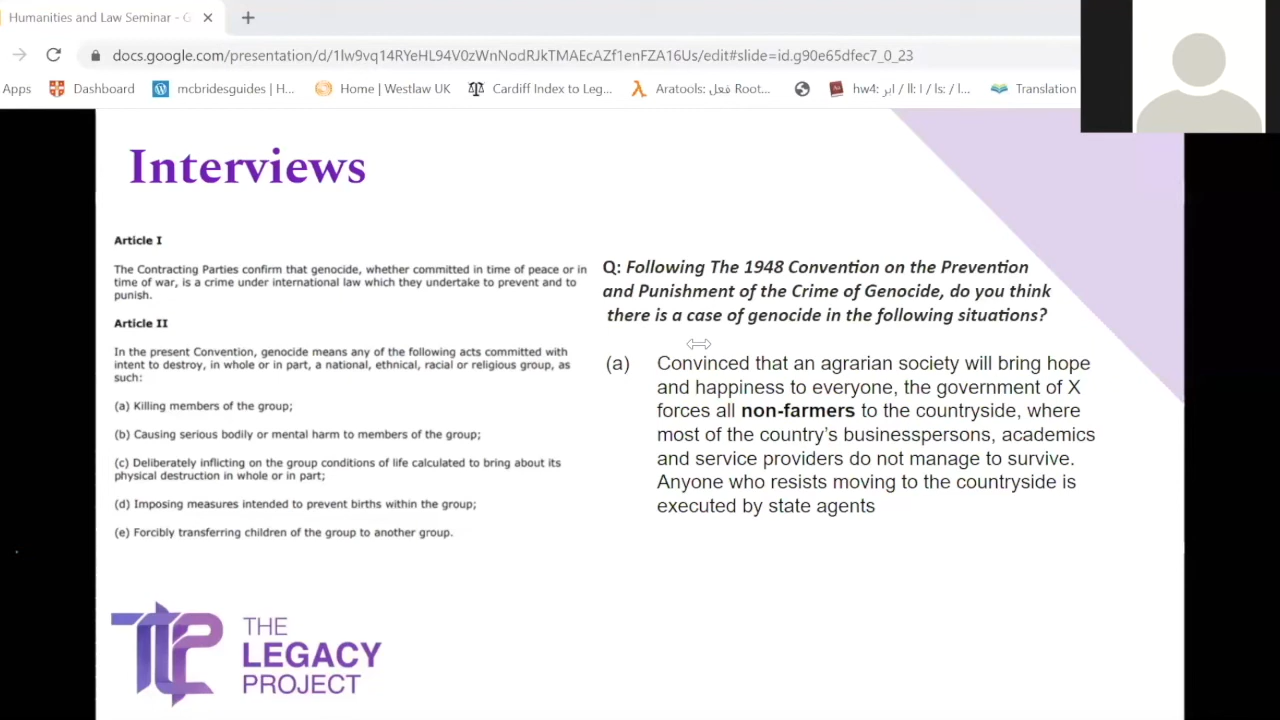 Humanities and Law Seminar - G
docs.google.com/presentation/d/1lw9vq14RYeHL94V0zWnNodRJkTMAEcAZf1enFZA16Us/edit#slide=id.g90e65dfec7_0_23
Apps Dashboard mcbridesguides | H... Home | Westlaw UK Cardiff Index to Leg... Aratools: فعل Root... hw4: ابر / ll: ا / ls: / l... Translation
Interviews
Article I
The Contracting Parties confirm that genocide, whether committed in time of peace or in
time of war, is a crime under international law which they undertake to prevent and to
punish.
Article II
In the present Convention, genocide means any of the following acts committed with
intent to destroy, in whole or in part, a national, ethnical, racial or religious group, as
such:
(a) Killing members of the group;
(b) Causing serious bodily or mental harm to members of the group;
(c) Deliberately inflicting on the group conditions of life calculated to bring about its
physical destruction in whole or in part;
(d) Imposing measures intended to prevent births within the group;
(e) Forcibly transferring children of the group to another group.
Q: Following The 1948 Convention on the Prevention
and Punishment of the Crime of Genocide, do you think
there is a case of genocide in the following situations?
(a) Convinced that an agrarian society will bring hope
and happiness to everyone, the government of X
forces all non-farmers to the countryside, where
most of the country's businesspersons, academics
and service providers do not manage to survive.
Anyone who resists moving to the countryside is
executed by state agents
THE
LEGACY
PROJECT